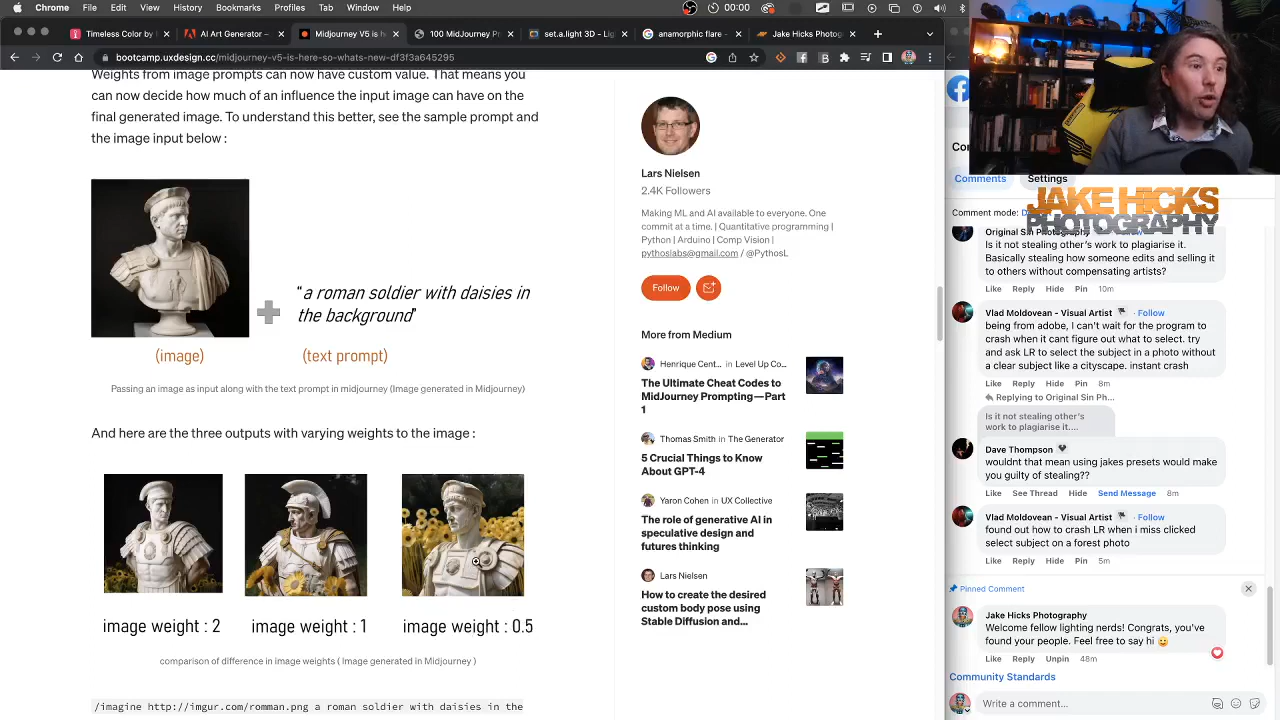 Chrome File Edit View History Bookmarks Profiles Tab Window Help
00:00
Timeless Color by
AI Art Generator –
MidJourney V5 is h
100 MidJourney Pro
set.a.light 3D - Lig
anamorphic flare -
Jake Hicks Photog
bootcamp.uxdesign.cc/midjourney-v5-is-here-so-whats-new-df3f3a645295
Weights from image prompts can now have custom value. That means you
can now decide how much of an influence the input image can have on the
final generated image. To understand this better, see the sample prompt and
the image input below :
“a roman soldier with daisies in
the background”
(image)
(text prompt)
Passing an image as input along with the text prompt in midjourney (Image generated in Midjourney)
And here are the three outputs with varying weights to the image :
image weight : 2
image weight : 1
image weight : 0.5
comparison of difference in image weights ( Image generated in Midjourney )
/imagine http://imgur.com/romman.png a roman soldier with daisies in the
Lars Nielsen
2.4K Followers
Making ML and AI available to everyone. One
commit at a time. | Quantitative programming |
Python | Arduino | Comp Vision |
pythoslabs@gmail.com / @PythosL
Follow
More from Medium
Henrique Cent... in Level Up Co...
The Ultimate Cheat Codes to
MidJourney Prompting—Part
1
Thomas Smith in The Generator
5 Crucial Things to Know
About GPT-4
Yaron Cohen in UX Collective
The role of generative AI in
speculative design and
futures thinking
Lars Nielsen
How to create the desired
custom body pose using
Stable Diffusion and...
Comments
Settings
JAKE HICKS
PHOTOGRAPHY
Comment mode:
Original Sin Photography Follow
Is it not stealing other's work to plagiarise it.
Basically stealing how someone edits and selling it
to others without compensating artists?
Like Reply Hide Pin 10m
Vlad Moldovean - Visual Artist · Follow
being from adobe, I can't wait for the program to
crash when it cant figure out what to select. try
and ask LR to select the subject in a photo without
a clear subject like a cityscape. instant crash
Like Reply Hide Pin 8m
Replying to Original Sin Ph...
Is it not stealing other's
work to plagiarise it....
Dave Thompson
wouldnt that mean using jakes presets would make
you guilty of stealing??
Like See Thread Hide Send Message 8m
Vlad Moldovean - Visual Artist · Follow
found out how to crash LR when i miss clicked
select subject on a forest photo
Like Reply Hide Pin 5m
Pinned Comment
Jake Hicks Photography
Welcome fellow lighting nerds! Congrats, you've
found your people. Feel free to say hi 😀
Like Reply Unpin 48m
Community Standards
Write a comment...